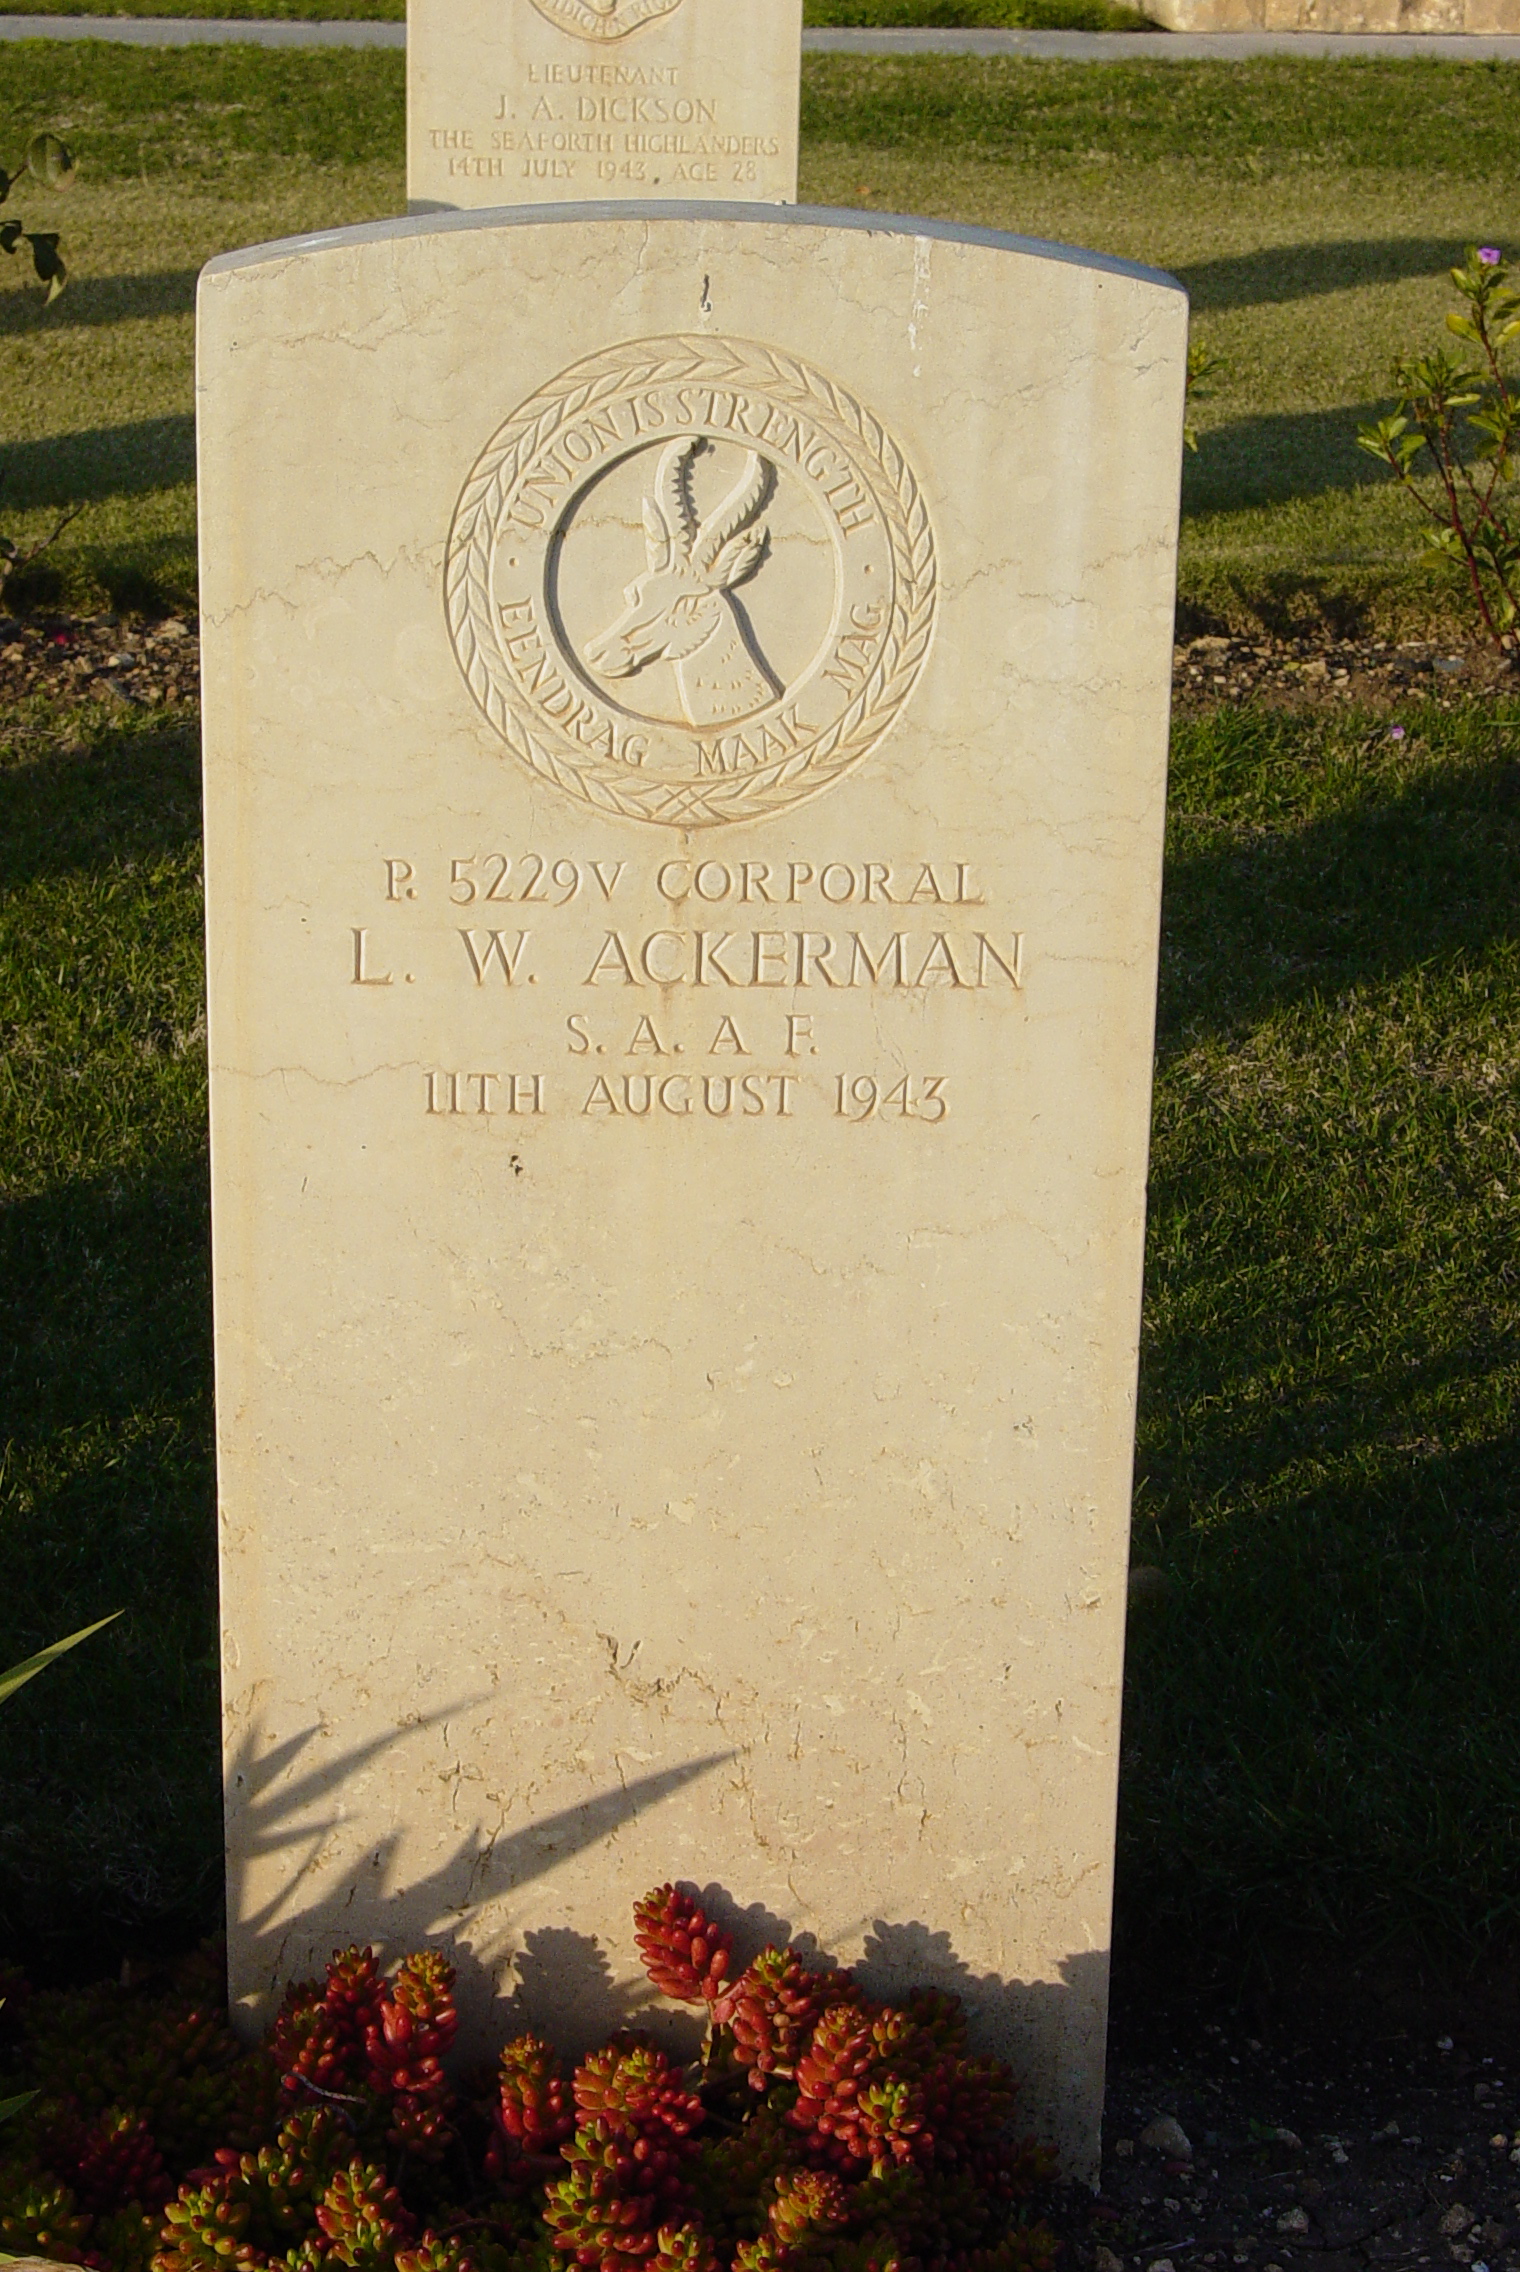 LIEUTENANT
J. A. DICKSON
THE SEAFORTH HIGHLANDERS
14TH JULY 1943. AGE 28
· UNION IS STRENGTH ·
EENDRAG MAAK MAG
P. 5229V CORPORAL
L. W. ACKERMAN
S. A. A F.
11TH AUGUST 1943